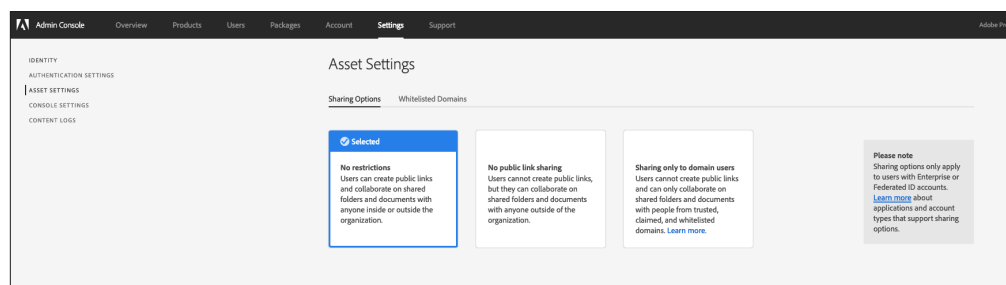 Admin Console Overview Products Users Packages Account Settings Support Adobe Pr
IDENTITY
AUTHENTICATION SETTINGS
ASSET SETTINGS
CONSOLE SETTINGS
CONTENT LOGS
Asset Settings
Sharing Options Whitelisted Domains
Selected
No restrictions
Users can create public links
and collaborate on shared
folders and documents with
anyone inside or outside the
organization.
No public link sharing
Users cannot create public links,
but they can collaborate on
shared folders and documents
with anyone outside of the
organization.
Sharing only to domain users
Users cannot create public links
and can only collaborate on
shared folders and documents
with people from trusted,
claimed, and whitelisted
domains. Learn more.
Please note
Sharing options only apply
to users with Enterprise or
Federated ID accounts.
Learn more about
applications and account
types that support sharing
options.